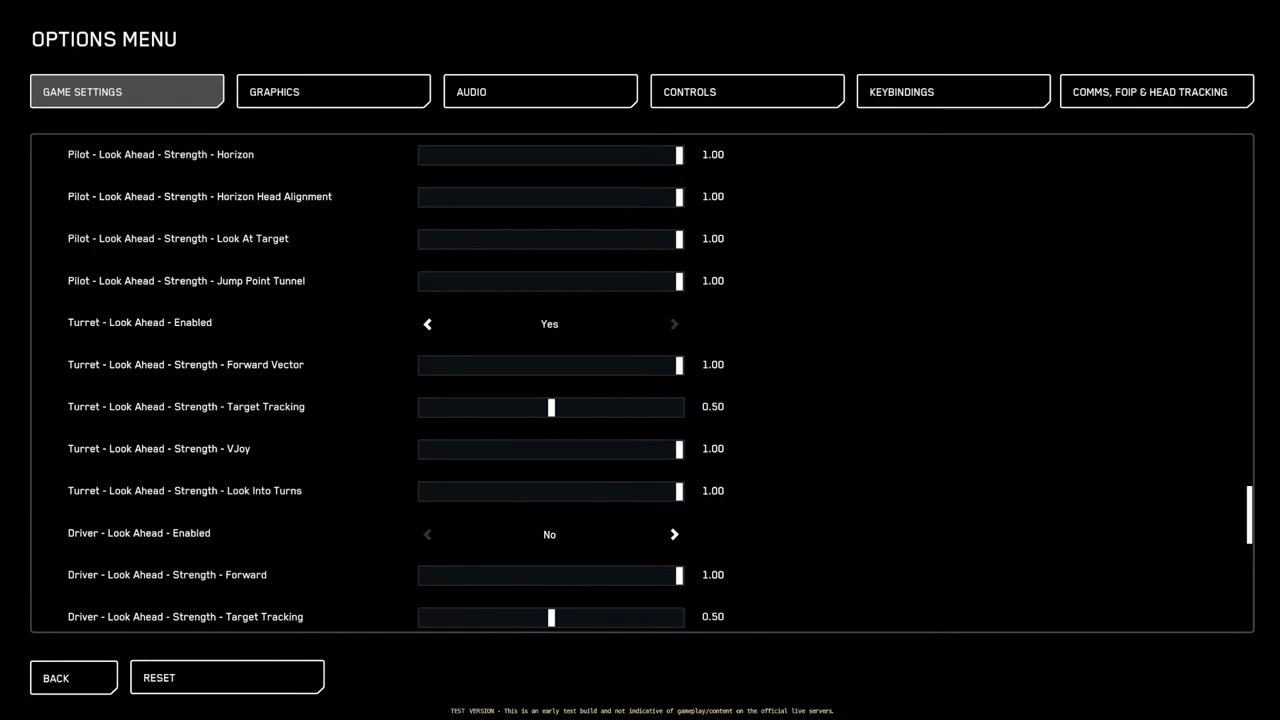 OPTIONS MENU
GAME SETTINGS GRAPHICS AUDIO CONTROLS KEYBINDINGS COMMS, FOIP & HEAD TRACKING
Pilot - Look Ahead - Strength - Horizon 1.00
Pilot - Look Ahead - Strength - Horizon Head Alignment 1.00
Pilot - Look Ahead - Strength - Look At Target 1.00
Pilot - Look Ahead - Strength - Jump Point Tunnel 1.00
Turret - Look Ahead - Enabled Yes
Turret - Look Ahead - Strength - Forward Vector 1.00
Turret - Look Ahead - Strength - Target Tracking 0.50
Turret - Look Ahead - Strength - VJoy 1.00
Turret - Look Ahead - Strength - Look Into Turns 1.00
Driver - Look Ahead - Enabled No
Driver - Look Ahead - Strength - Forward 1.00
Driver - Look Ahead - Strength - Target Tracking 0.50
BACK RESET
TEST VERSION - This is an early test build and not indicative of gameplay/content on the official live servers.